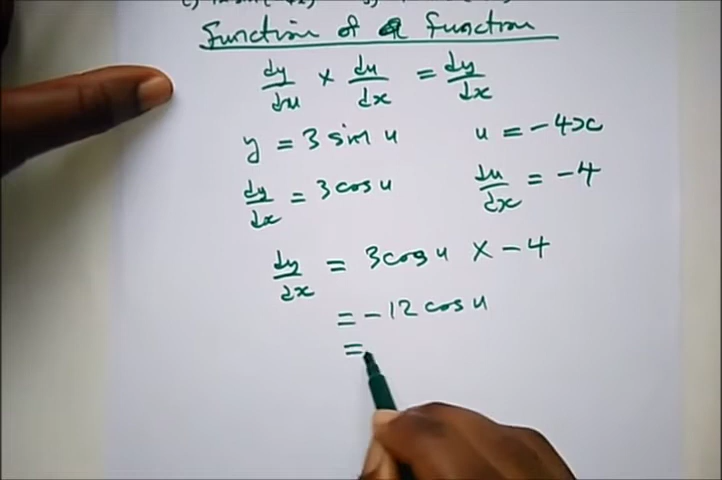 Function of a Function
dy/du × du/dx = dy/dx
y = 3 sin u u = -4x
dy/dx = 3 cos u du/dx = -4
dy/dx = 3 cos u × -4
= -12 cos u
=